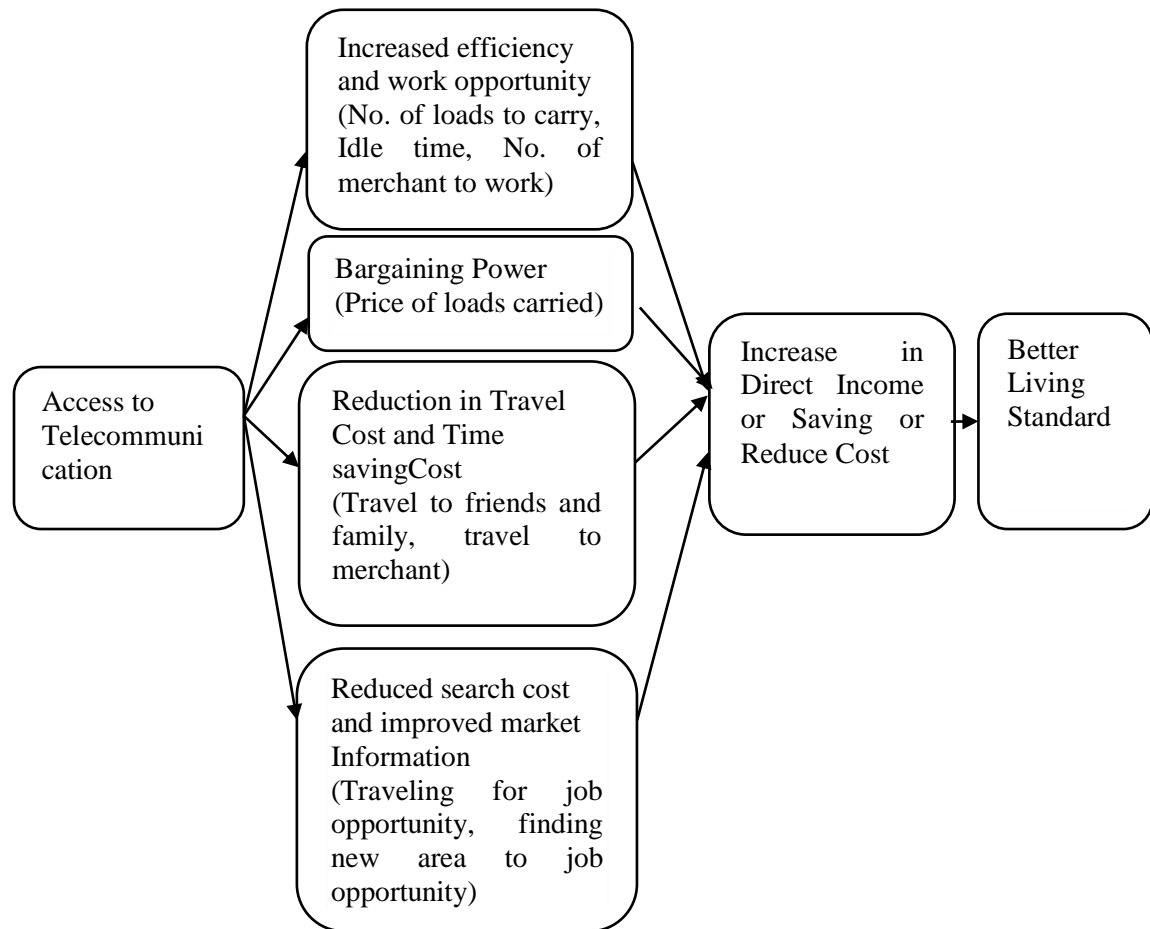 Increased efficiency
and work opportunity
(No. of loads to carry,
Idle time, No. of
merchant to work)
Bargaining Power
(Price of loads carried)
Access to
Telecommuni
cation
Reduction in Travel
Cost and Time
savingCost
(Travel to friends and
family, travel to
merchant)
Reduced search cost
and improved market
Information
(Traveling for job
opportunity, finding
new area to job
opportunity)
Increase in
Direct Income
or Saving or
Reduce Cost
Better
Living
Standard